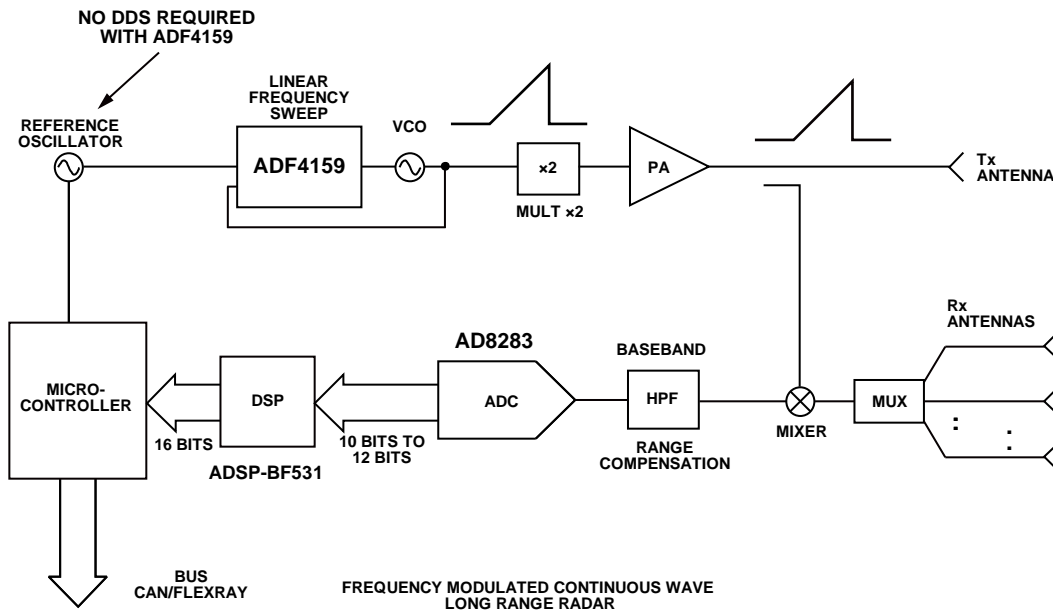 NO DDS REQUIRED
WITH ADF4159
LINEAR
FREQUENCY
SWEEP
REFERENCE
OSCILLATOR
VCO
ADF4159
×2
PA
Tx
ANTENNA
MULT ×2
Rx
ANTENNAS
AD8283
BASEBAND
MICRO-
CONTROLLER
DSP
ADC
HPF
MUX
MIXER
16 BITS
10 BITS TO
12 BITS
RANGE
COMPENSATION
ADSP-BF531
BUS
CAN/FLEXRAY
FREQUENCY MODULATED CONTINUOUS WAVE
LONG RANGE RADAR